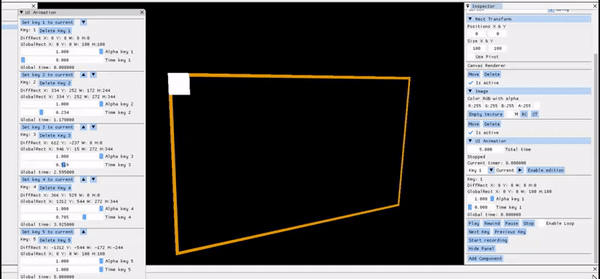 UI Animation
Set key 1 to current
Key: 1 Delete Key 1
DiffRect X: 0 Y: 0 W: 0 H:0
GlobalRect X: 0 Y: 0 W: 100 H:100
1.000 Alpha key 1
0.000 Time key 1
Global time: 0.000000
Set key 2 to current
Key: 2 Delete Key 2
DiffRect X: 334 Y: 252 W: 172 H:244
GlobalRect X: 334 Y: 252 W: 272 H:344
1.000 Alpha key 2
0.234 Time key 2
Global time: 1.170000
Set key 3 to current
Key: 3 Delete Key 3
DiffRect X: 612 Y: -237 W: 0 H:0
GlobalRect X: 946 Y: 15 W: 272 H:344
1.000 Alpha key 3
Time key 3
Global time: 2.595000
Set key 4 to current
Key: 4 Delete Key 4
DiffRect X: 366 Y: 529 W: 0 H:0
GlobalRect X: 1312 Y: 544 W: 272 H:344
1.000 Alpha key 4
0.785 Time key 4
Global time: 3.925000
Set key 5 to current
Key: 5 Delete Key 5
DiffRect X: -1312 Y: -544 W: -172 H: -244
GlobalRect X: 0 Y: 0 W: 100 H:100
1.000 Alpha key 5
1.000 Time key 5
Global time: 5.000000
Inspector
Rect Transform
Positions X & Y
0 0
Size X & Y
100 100
Use Pivot
Canvas Renderer
Move Delete
Is active
Image
Color RGB with alpha
R:255 G:255 B:255 A:255
Empty texture M RC CT
Move Delete
Is active
UI Animation
5.000 Total time
Stopped
Current timer: 0.000000
Key 1 Current Enable edition
Key: 1
GlobalRect X: 0 Y: 0 W: 100 H:100
1.000 Alpha key 1
0.000 Time key 1
Global time: 0.000000
Play Rewind Pause Stop Enable Loop
Next Key Previous Key
Start recording
Hide Panel
Add Component